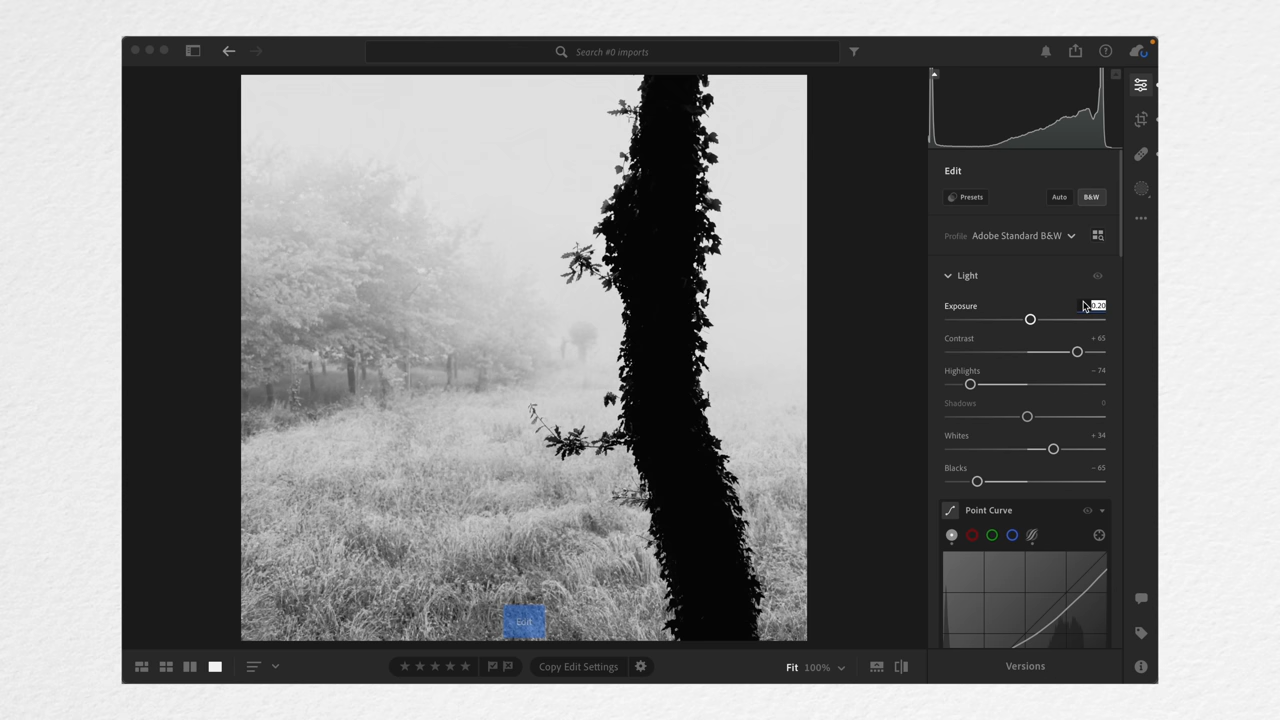 Search #0 imports
Edit
Presets
Auto
B&W
Profile Adobe Standard B&W
Light
Exposure 0.20
Contrast + 65
Highlights − 74
Shadows 0
Whites + 34
Blacks − 65
Point Curve
Edit
Copy Edit Settings
Fit 100%
Versions